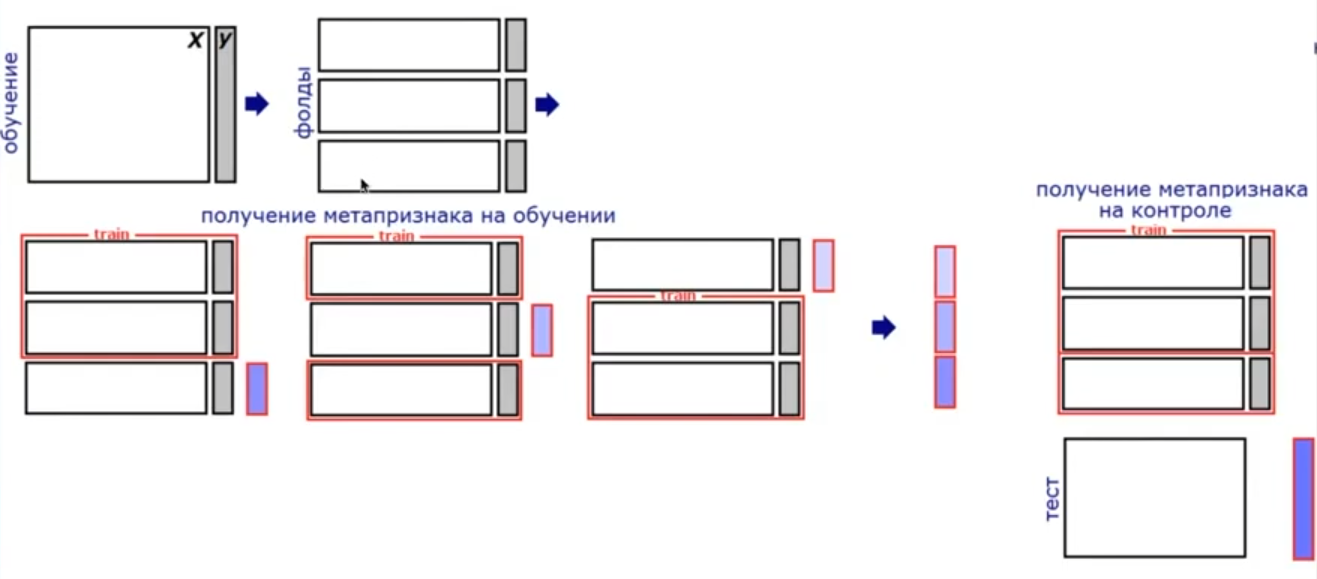 обучение
X y
фолды
получение метапризнака на обучении
train
train
train
получение метапризнака
на контроле
train
тест